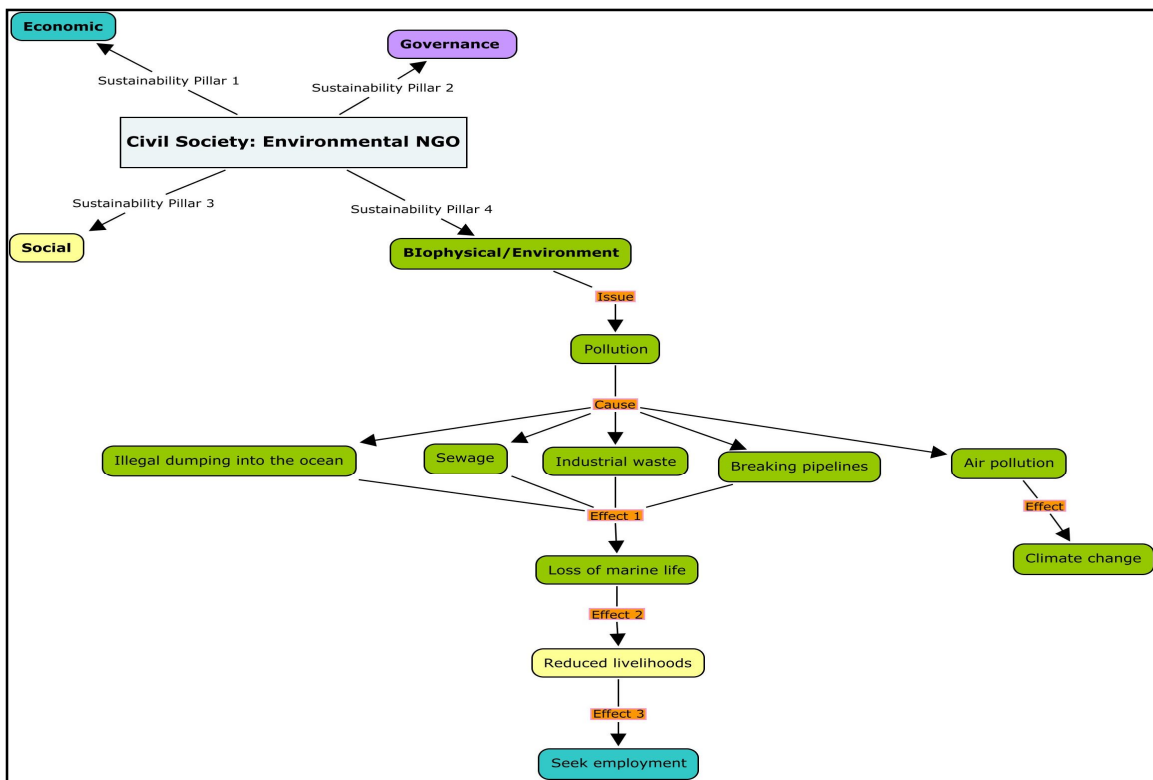 Economic
Governance
Sustainability Pillar 1
Sustainability Pillar 2
Civil Society: Environmental NGO
Sustainability Pillar 3
Sustainability Pillar 4
Social
BIophysical/Environment
Issue
Pollution
Cause
Illegal dumping into the ocean
Sewage
Industrial waste
Breaking pipelines
Air pollution
Effect 1
Effect
Loss of marine life
Climate change
Effect 2
Reduced livelihoods
Effect 3
Seek employment